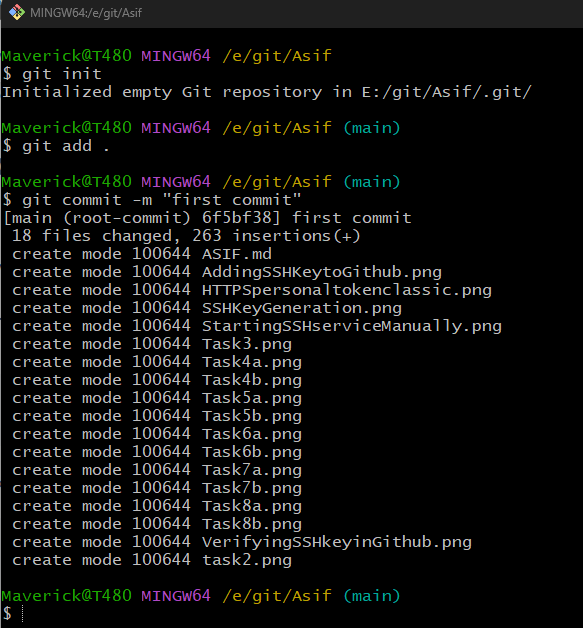 MINGW64:/e/git/Asif
Maverick@T480 MINGW64 /e/git/Asif
$ git init
Initialized empty Git repository in E:/git/Asif/.git/
Maverick@T480 MINGW64 /e/git/Asif (main)
$ git add .
Maverick@T480 MINGW64 /e/git/Asif (main)
$ git commit -m "first commit"
[main (root-commit) 6f5bf38] first commit
 18 files changed, 263 insertions(+)
 create mode 100644 ASIF.md
 create mode 100644 AddingSSHKeytoGithub.png
 create mode 100644 HTTPSpersonaltokenclassic.png
 create mode 100644 SSHKeyGeneration.png
 create mode 100644 StartingSSHserviceManually.png
 create mode 100644 Task3.png
 create mode 100644 Task4a.png
 create mode 100644 Task4b.png
 create mode 100644 Task5a.png
 create mode 100644 Task5b.png
 create mode 100644 Task6a.png
 create mode 100644 Task6b.png
 create mode 100644 Task7a.png
 create mode 100644 Task7b.png
 create mode 100644 Task8a.png
 create mode 100644 Task8b.png
 create mode 100644 VerifyingSSHkeyinGithub.png
 create mode 100644 task2.png
Maverick@T480 MINGW64 /e/git/Asif (main)
$